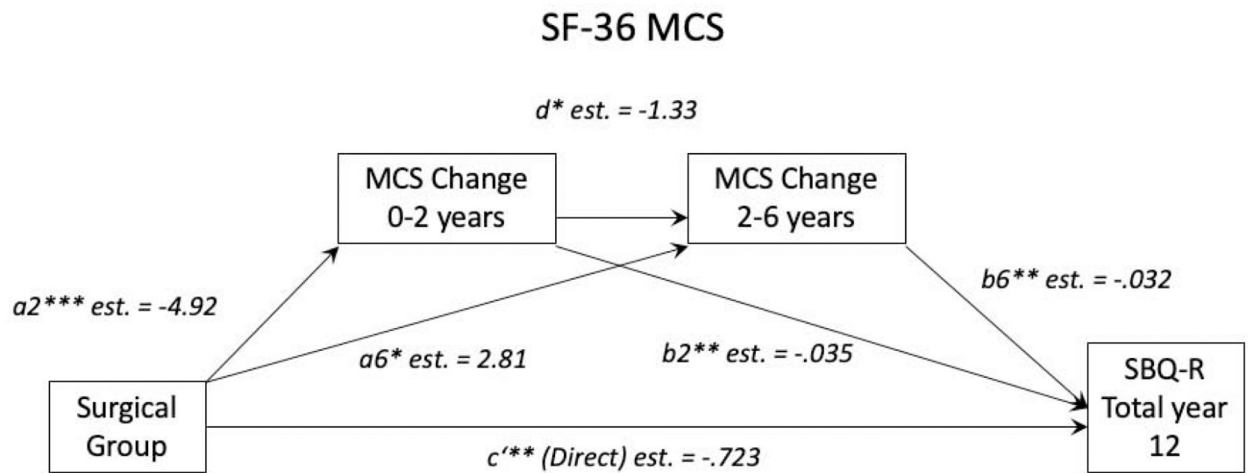 SF-36 MCS
d* est. = -1.33
MCS Change
0-2 years
MCS Change
2-6 years
a2*** est. = -4.92
b6** est. = -.032
a6* est. = 2.81
b2** est. = -.035
Surgical
Group
SBQ-R
Total year
12
c‘** (Direct) est. = -.723